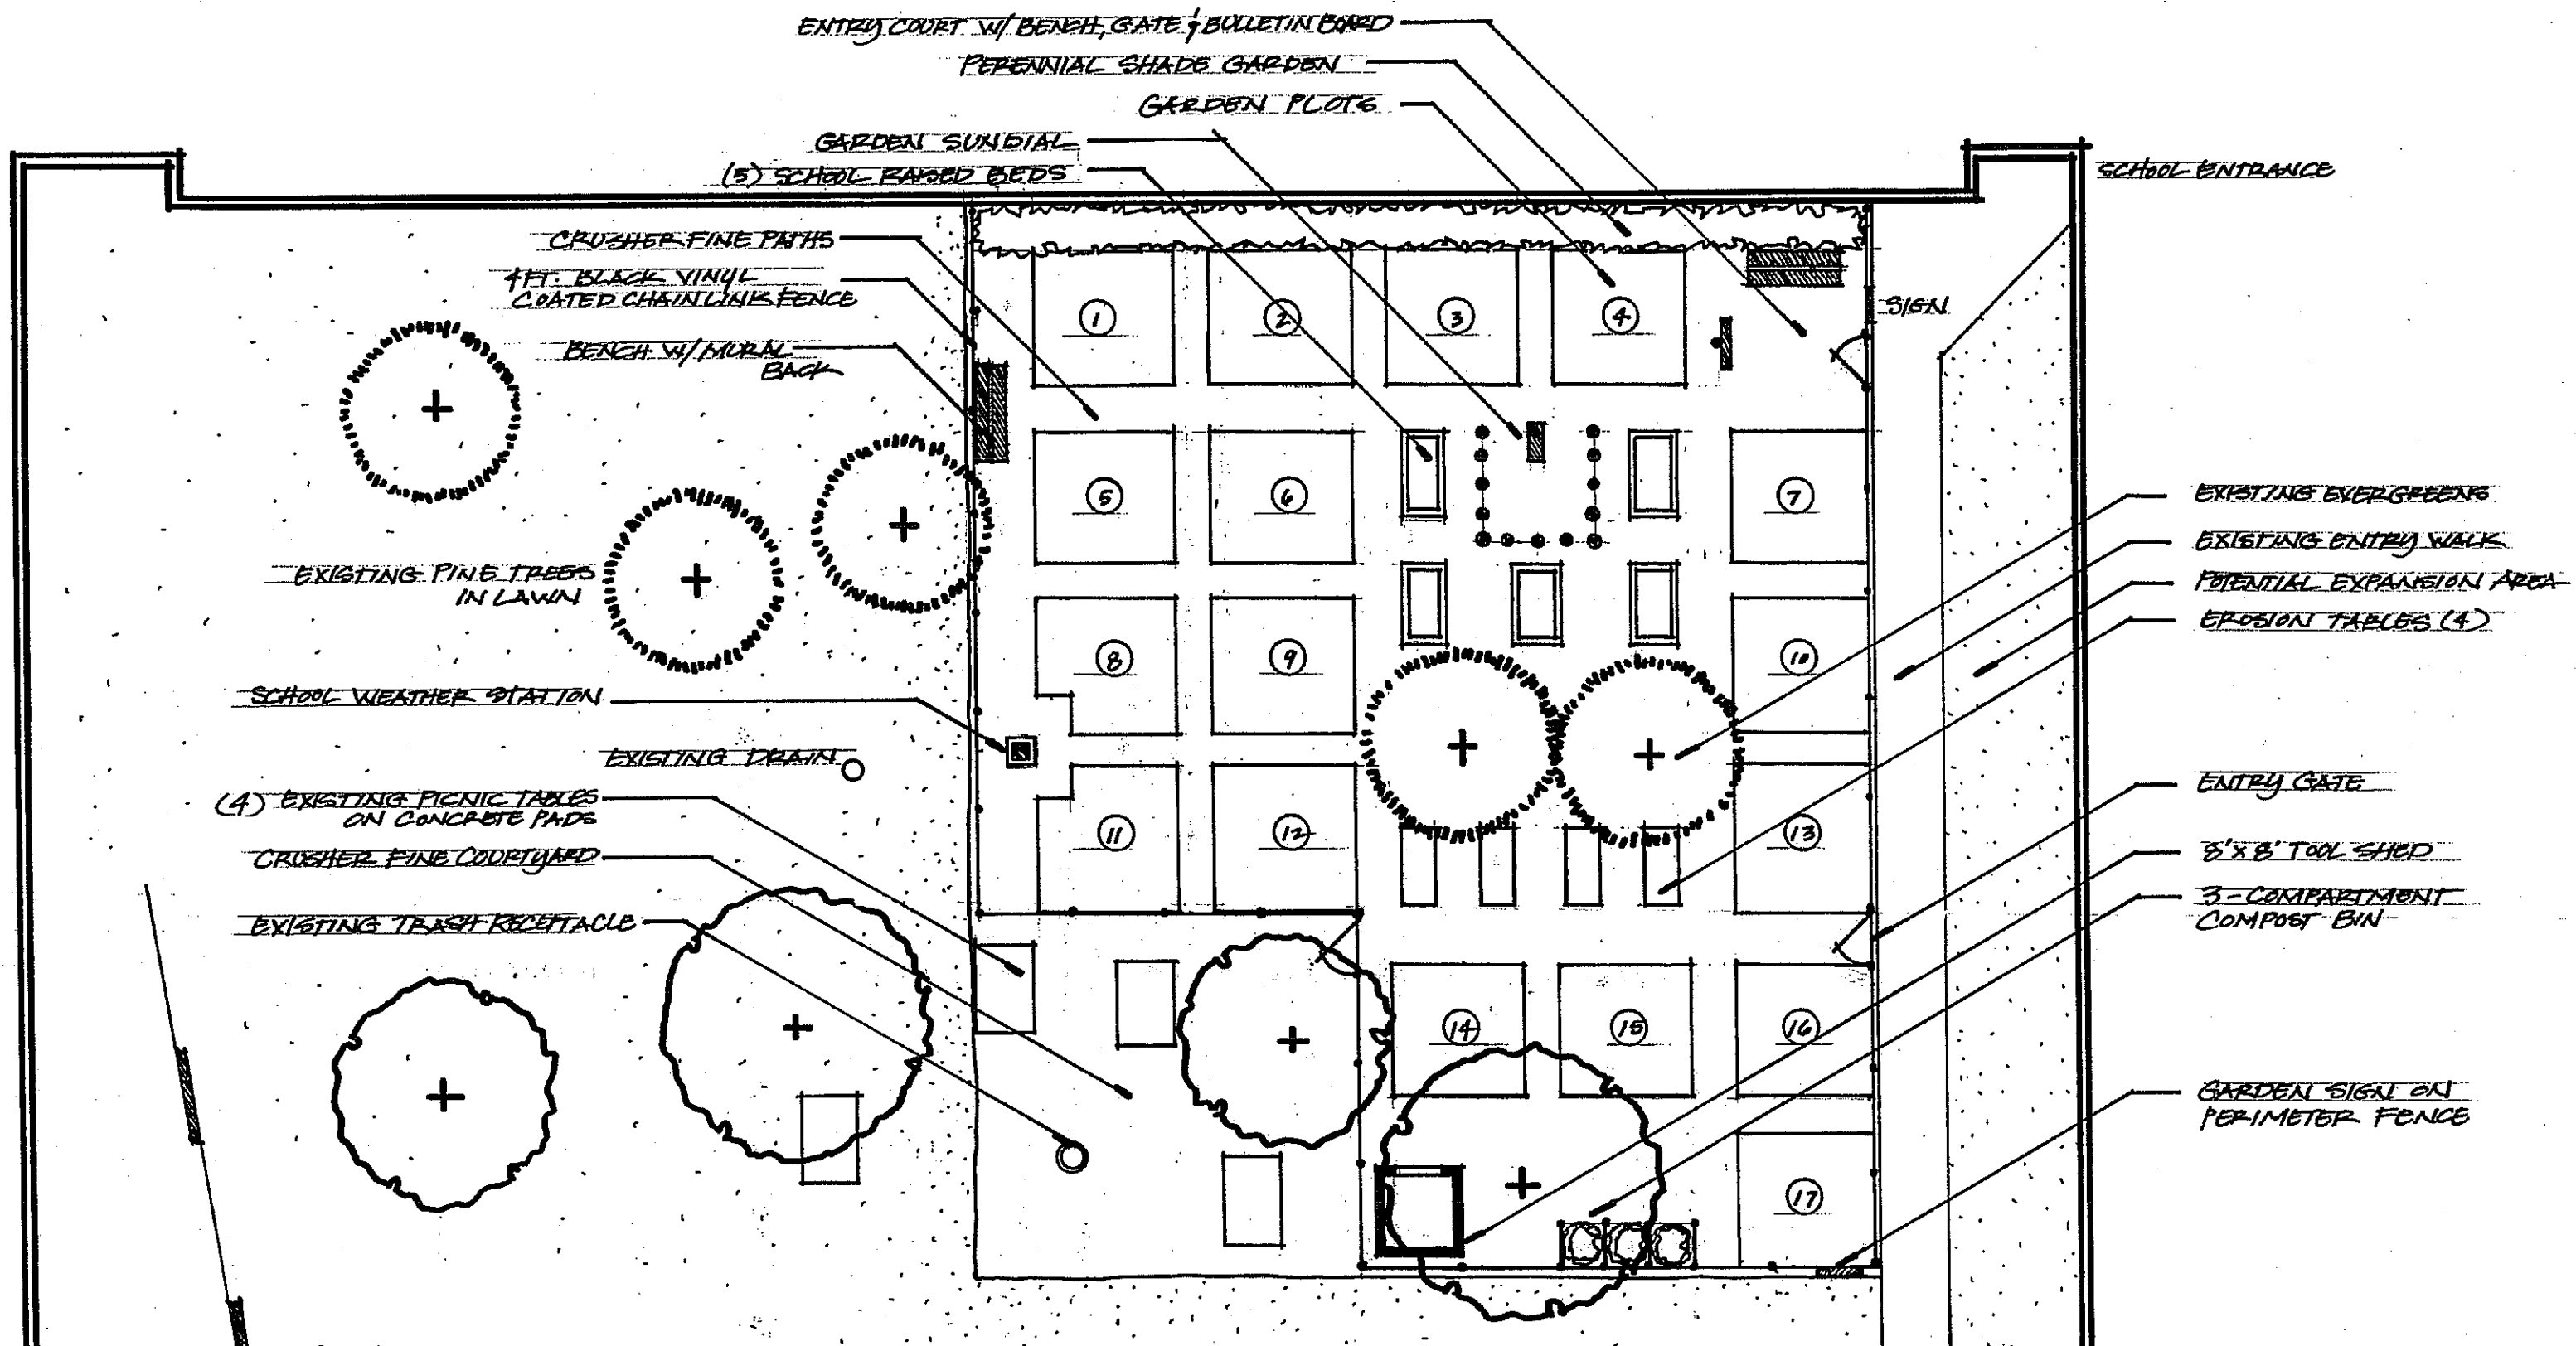 ENTRY COURT W/ BENCH, GATE & BULLETIN BOARD
PERENNIAL SHADE GARDEN
GARDEN PLOTS
GARDEN SUNDIAL
(5) SCHOOL RAISED BEDS
SCHOOL ENTRANCE
CRUSHER FINE PATHS
4 FT. BLACK VINYL
COATED CHAIN LINK FENCE
BENCH W/ MURAL
BACK
SIGN
1
2
3
4
5
6
7
EXISTING PINE TREES
IN LAWN
8
9
10
SCHOOL WEATHER STATION
EXISTING DRAIN
(4) EXISTING PICNIC TABLES
ON CONCRETE PADS
CRUSHER FINE COURTYARD
EXISTING TRASH RECEPTACLE
11
12
13
14
15
16
17
EXISTING EVERGREENS
EXISTING ENTRY WALK
POTENTIAL EXPANSION AREA
EROSION TABLES (4)
ENTRY GATE
8' X 8' TOOL SHED
3-COMPARTMENT
COMPOST BIN
GARDEN SIGN ON
PERIMETER FENCE